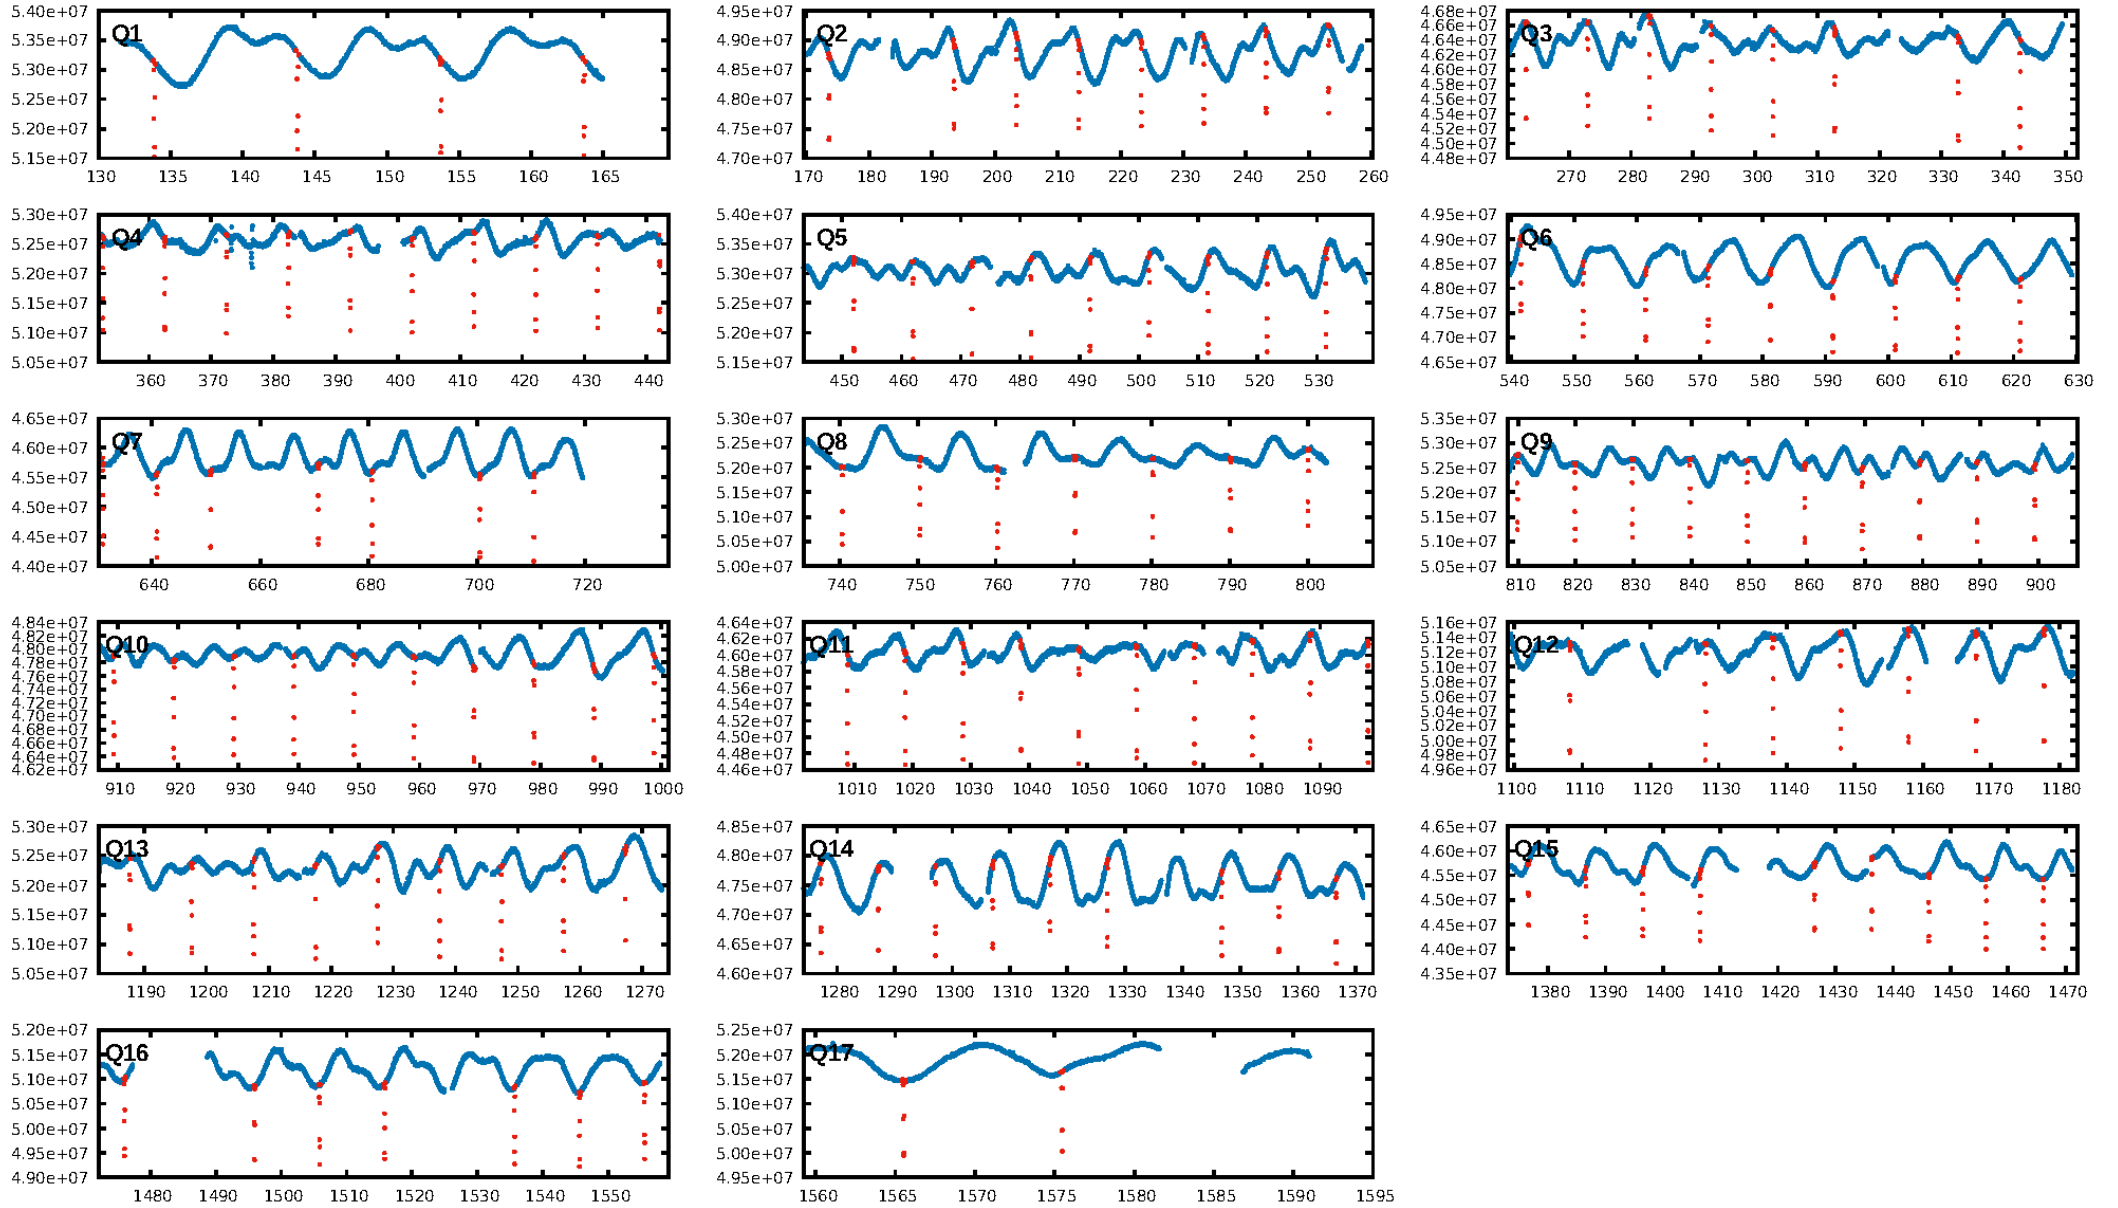 5.40e+07 5.35e+07 5.30e+07 5.25e+07 5.20e+07 5.15e+07
Q1
130 135 140 145 150 155 160 165
4.95e+07 4.90e+07 4.85e+07 4.80e+07 4.75e+07 4.70e+07
Q2
170 180 190 200 210 220 230 240 250 260
4.68e+07 4.66e+07 4.64e+07 4.62e+07 4.60e+07 4.58e+07 4.56e+07 4.54e+07 4.52e+07 4.50e+07 4.48e+07
Q3
270 280 290 300 310 320 330 340 350
5.30e+07 5.25e+07 5.20e+07 5.15e+07 5.10e+07 5.05e+07
Q4
360 370 380 390 400 410 420 430 440
5.40e+07 5.35e+07 5.30e+07 5.25e+07 5.20e+07 5.15e+07
Q5
450 460 470 480 490 500 510 520 530
4.95e+07 4.90e+07 4.85e+07 4.80e+07 4.75e+07 4.70e+07 4.65e+07
Q6
540 550 560 570 580 590 600 610 620 630
4.65e+07 4.60e+07 4.55e+07 4.50e+07 4.45e+07 4.40e+07
Q7
640 660 680 700 720
5.30e+07 5.25e+07 5.20e+07 5.15e+07 5.10e+07 5.05e+07 5.00e+07
Q8
740 750 760 770 780 790 800
5.35e+07 5.30e+07 5.25e+07 5.20e+07 5.15e+07 5.10e+07 5.05e+07
Q9
810 820 830 840 850 860 870 880 890 900
4.84e+07 4.82e+07 4.80e+07 4.78e+07 4.76e+07 4.74e+07 4.72e+07 4.70e+07 4.68e+07 4.66e+07 4.64e+07 4.62e+07
Q10
910 920 930 940 950 960 970 980 990 1000
4.64e+07 4.62e+07 4.60e+07 4.58e+07 4.56e+07 4.54e+07 4.52e+07 4.50e+07 4.48e+07 4.46e+07
Q11
1010 1020 1030 1040 1050 1060 1070 1080 1090
5.16e+07 5.14e+07 5.12e+07 5.10e+07 5.08e+07 5.06e+07 5.04e+07 5.02e+07 5.00e+07 4.98e+07 4.96e+07
Q12
1100 1110 1120 1130 1140 1150 1160 1170 1180
5.30e+07 5.25e+07 5.20e+07 5.15e+07 5.10e+07 5.05e+07
Q13
1190 1200 1210 1220 1230 1240 1250 1260 1270
4.85e+07 4.80e+07 4.75e+07 4.70e+07 4.65e+07 4.60e+07
Q14
1280 1290 1300 1310 1320 1330 1340 1350 1360 1370
4.65e+07 4.60e+07 4.55e+07 4.50e+07 4.45e+07 4.40e+07 4.35e+07
Q15
1380 1390 1400 1410 1420 1430 1440 1450 1460 1470
5.20e+07 5.15e+07 5.10e+07 5.05e+07 5.00e+07 4.95e+07 4.90e+07
Q16
1480 1490 1500 1510 1520 1530 1540 1550
5.25e+07 5.20e+07 5.15e+07 5.10e+07 5.05e+07 5.00e+07 4.95e+07
Q17
1560 1565 1570 1575 1580 1585 1590 1595